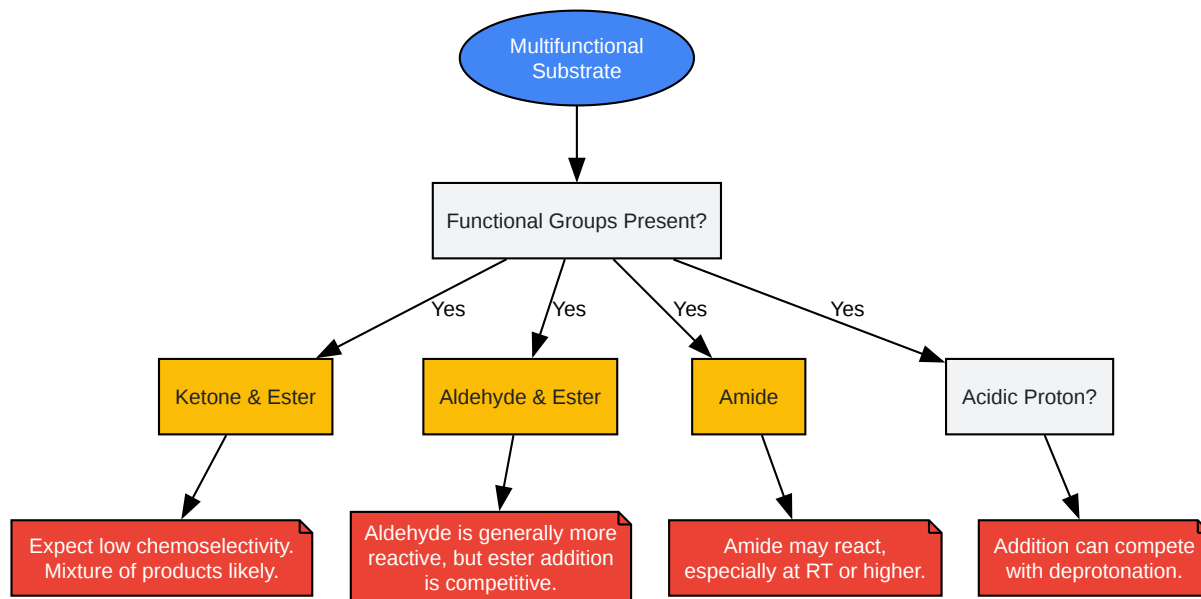 Multifunctional
Substrate
Functional Groups Present?
Yes
Yes
Yes
Yes
Ketone & Ester
Aldehyde & Ester
Amide
Acidic Proton?
Expect low chemoselectivity.
Mixture of products likely.
Aldehyde is generally more
reactive, but ester addition
is competitive.
Amide may react,
especially at RT or higher.
Addition can compete
with deprotonation.